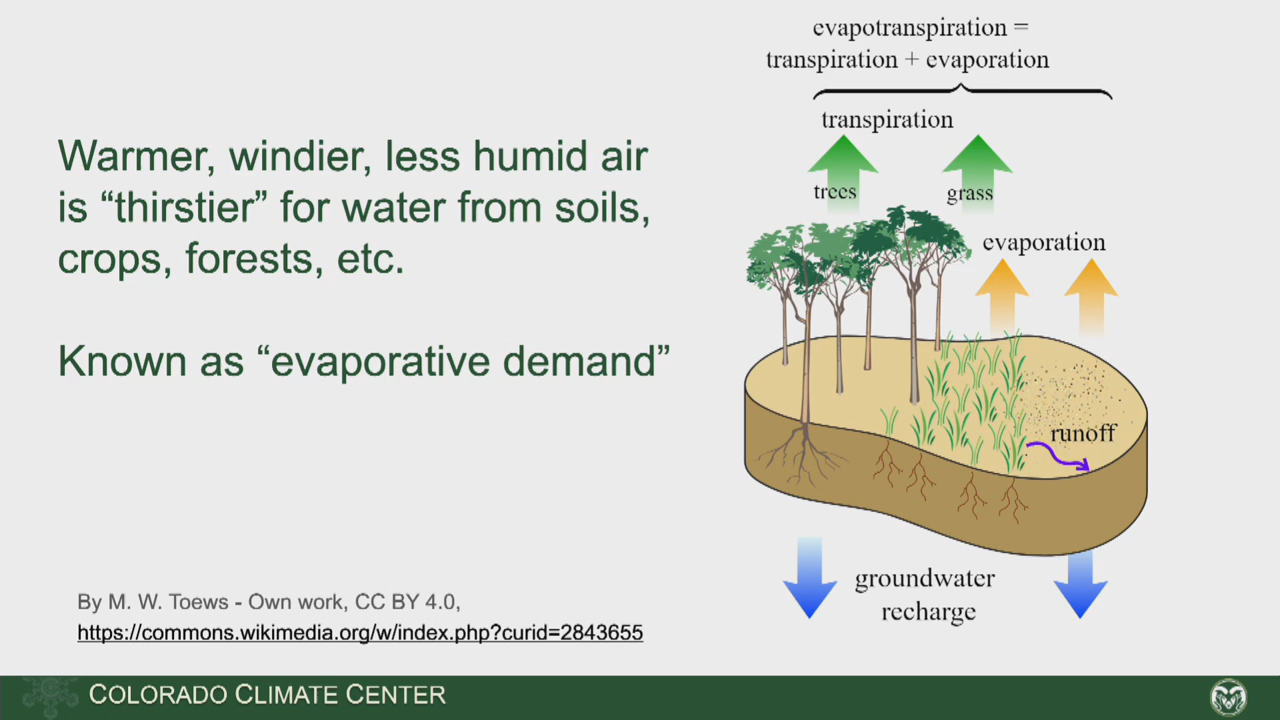 Warmer, windier, less humid air
is “thirstier” for water from soils,
crops, forests, etc.
Known as “evaporative demand”
By M. W. Toews - Own work, CC BY 4.0,
https://commons.wikimedia.org/w/index.php?curid=2843655
evapotranspiration =
transpiration + evaporation
transpiration
trees
grass
evaporation
runoff
groundwater
recharge
COLORADO CLIMATE CENTER